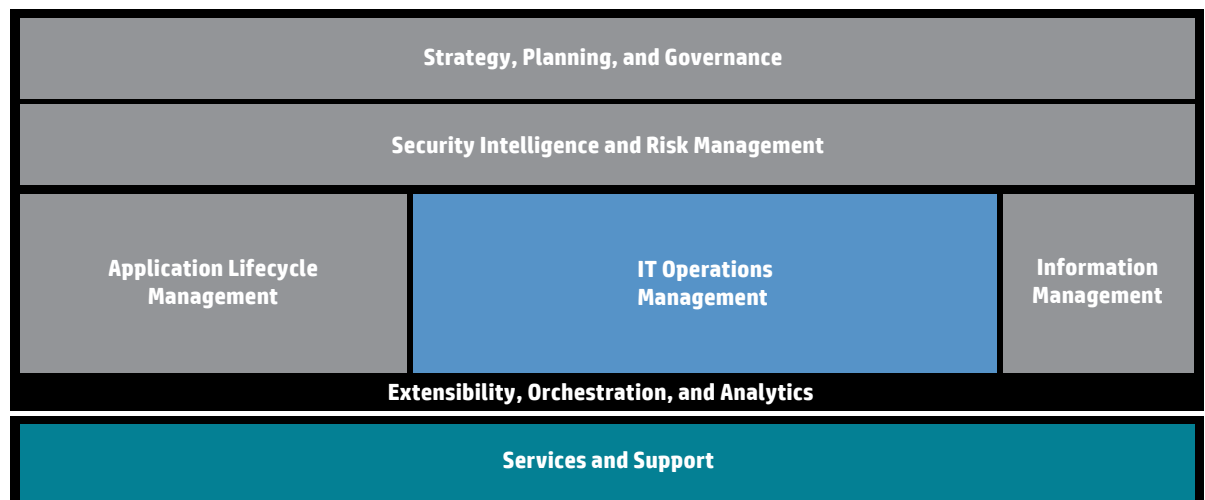 Strategy, Planning, and Governance
Security Intelligence and Risk Management
Application Lifecycle
Management
IT Operations
Management
Information
Management
Extensibility, Orchestration, and Analytics
Services and Support